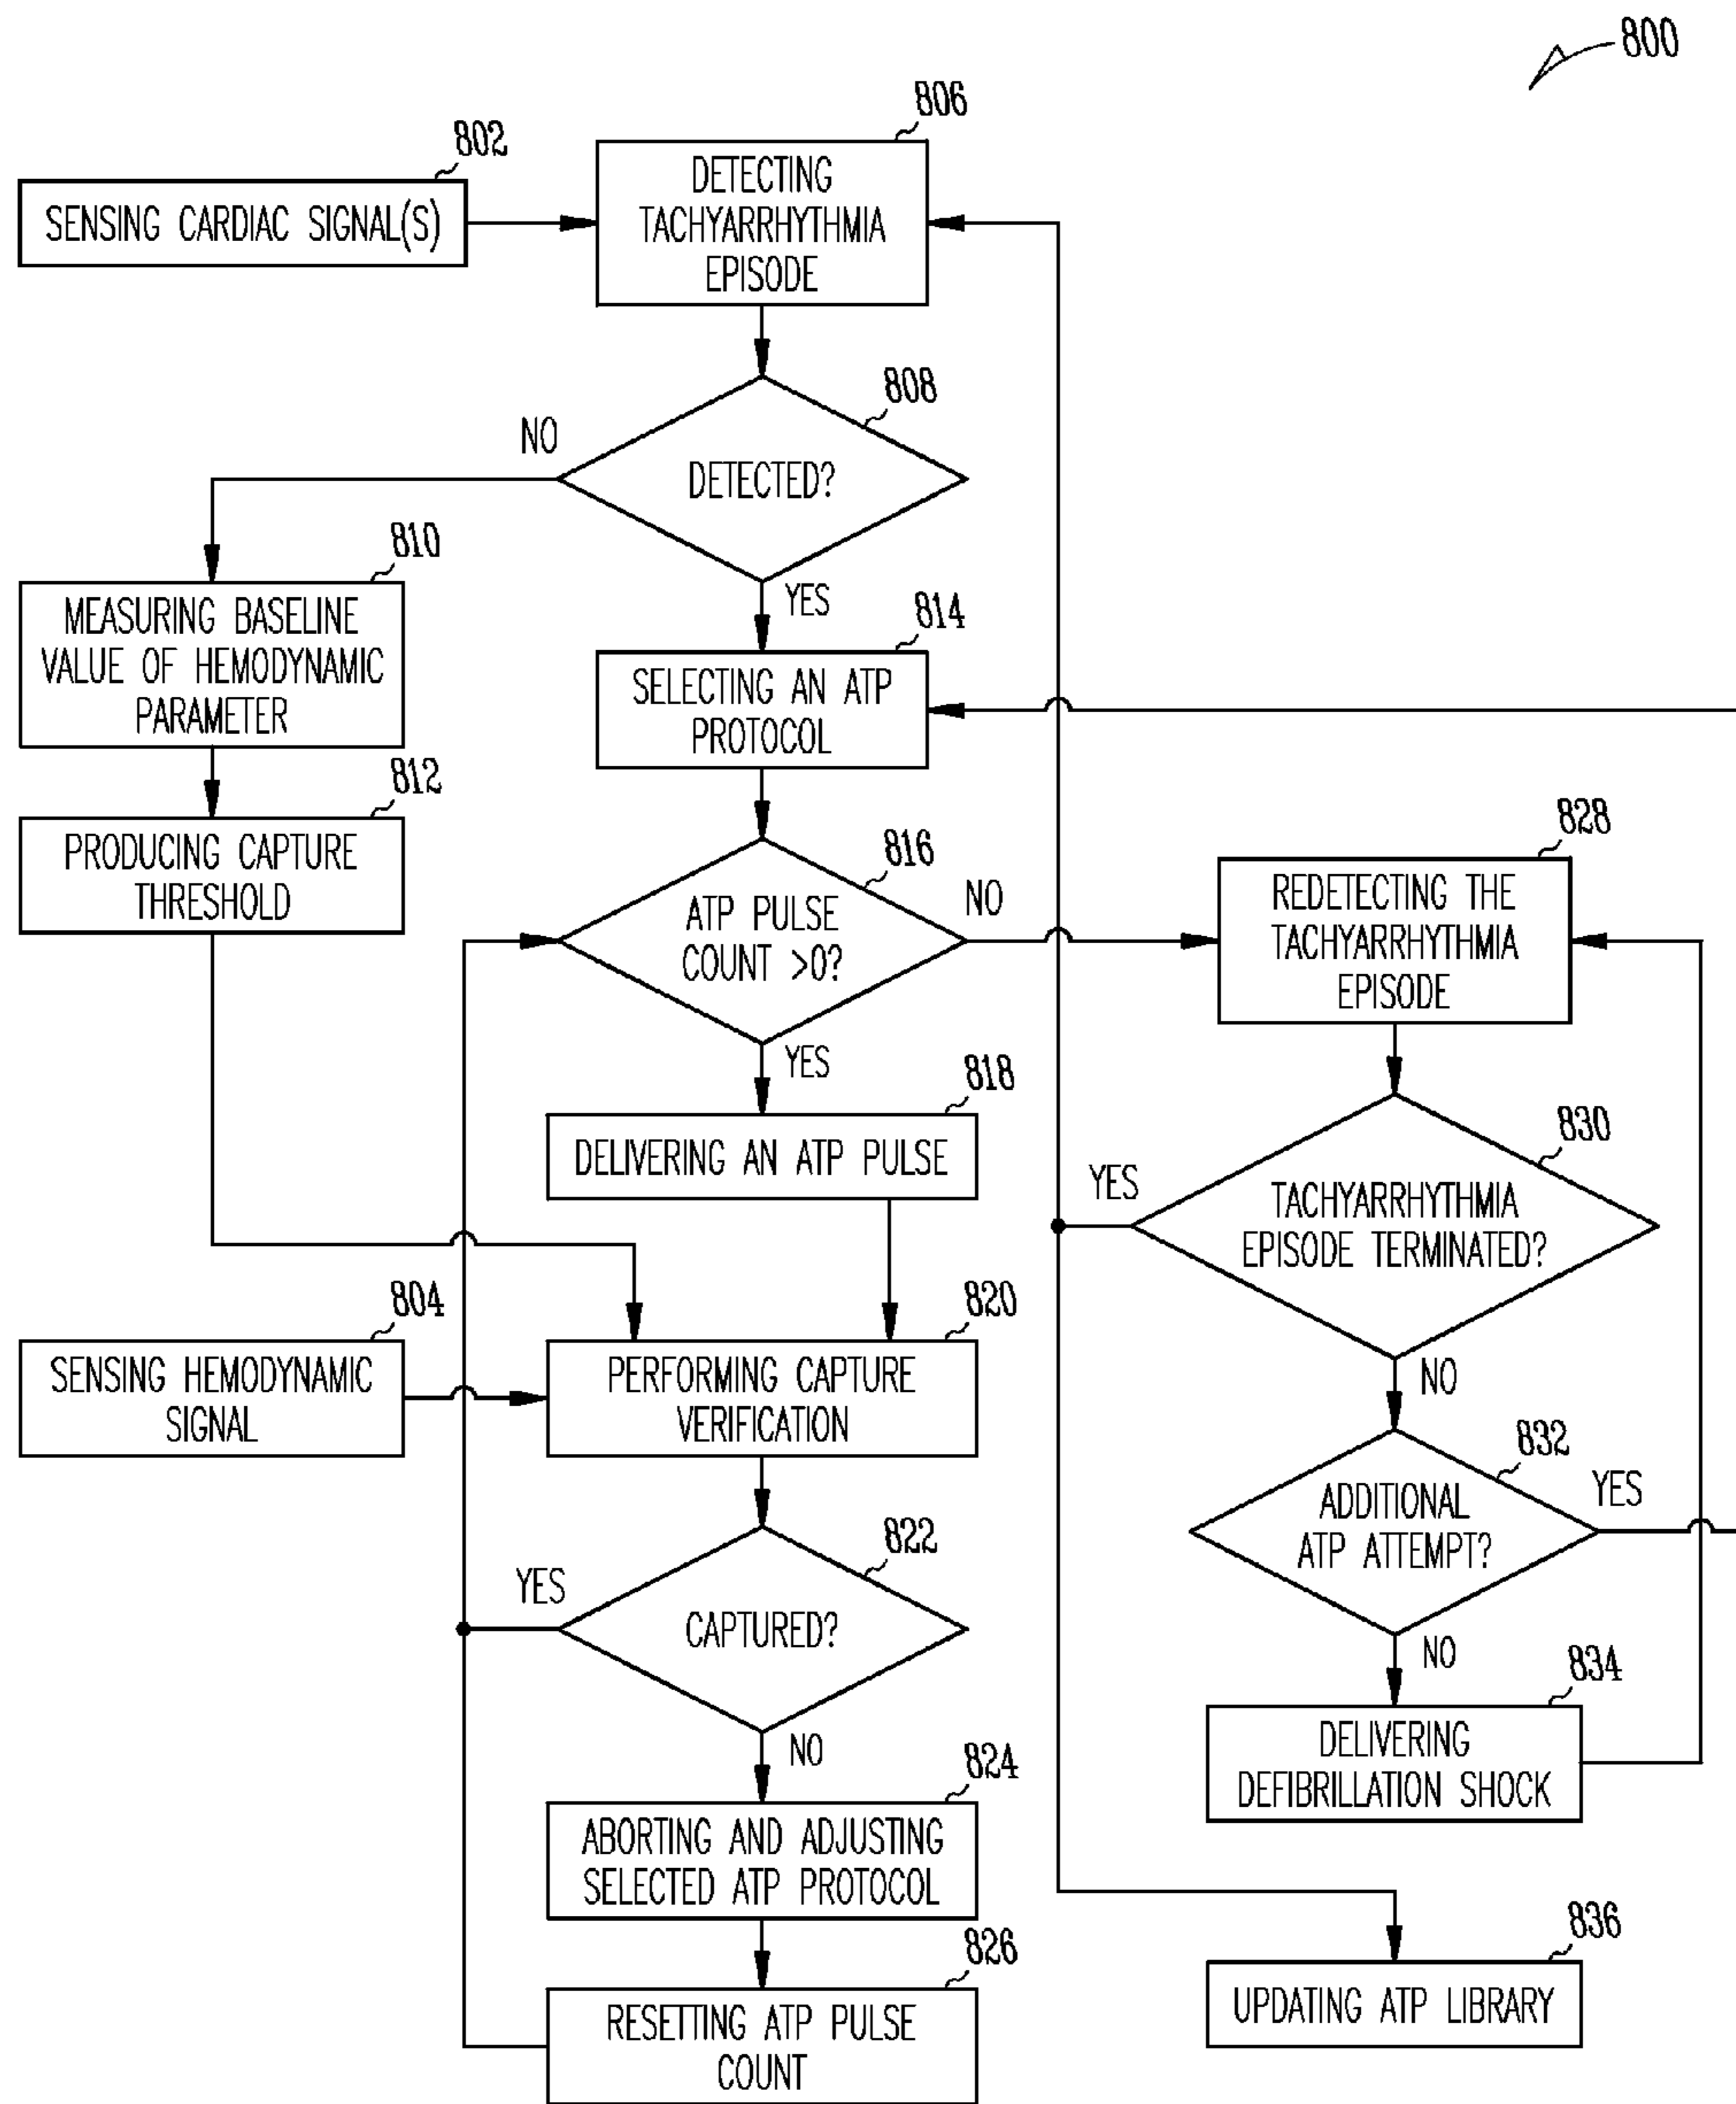 800
802
SENSING CARDIAC SIGNAL(S)
806
DETECTING
TACHYARRHYTHMIA
EPISODE
808
DETECTED?
NO
YES
810
MEASURING BASELINE
VALUE OF HEMODYNAMIC
PARAMETER
812
PRODUCING CAPTURE
THRESHOLD
814
SELECTING AN ATP
PROTOCOL
816
ATP PULSE
COUNT >0?
NO
YES
818
DELIVERING AN ATP PULSE
804
SENSING HEMODYNAMIC
SIGNAL
820
PERFORMING CAPTURE
VERIFICATION
822
CAPTURED?
YES
NO
824
ABORTING AND ADJUSTING
SELECTED ATP PROTOCOL
826
RESETTING ATP PULSE
COUNT
828
REDETECTING THE
TACHYARRHYTHMIA
EPISODE
830
TACHYARRHYTHMIA
EPISODE TERMINATED?
YES
NO
832
ADDITIONAL
ATP ATTEMPT?
YES
NO
834
DELIVERING
DEFIBRILLATION SHOCK
836
UPDATING ATP LIBRARY